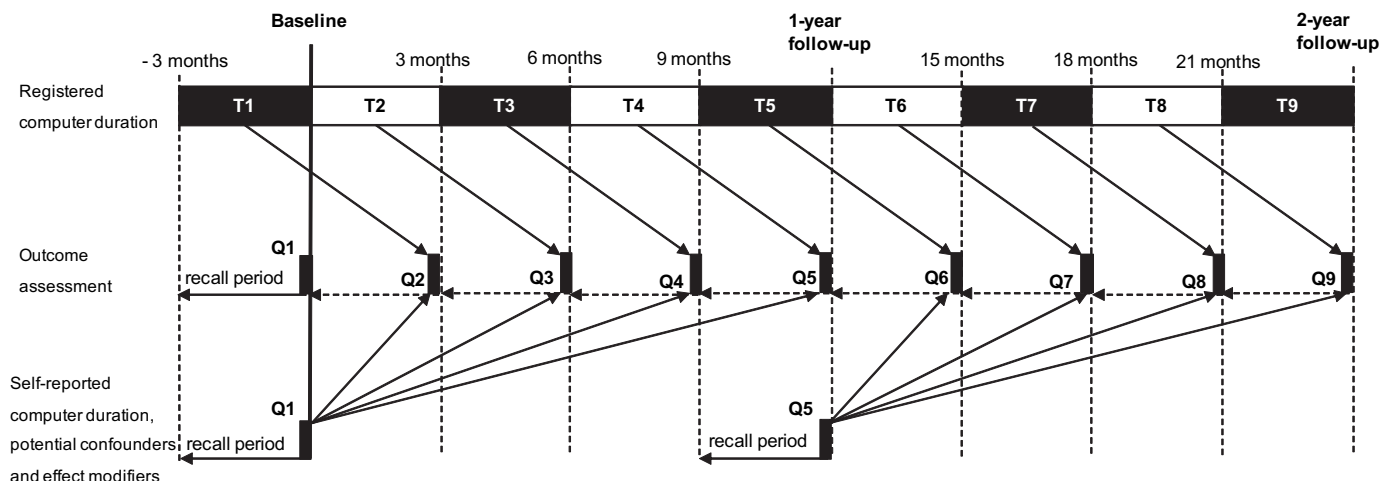 Baseline
1-year
follow-up
2-year
follow-up
- 3 months
3 months
6 months
9 months
15 months
18 months
21 months
Registered
computer duration
T1
T2
T3
T4
T5
T6
T7
T8
T9
Outcome
assessment
recall period
Q1
Q2
Q3
Q4
Q5
Q6
Q7
Q8
Q9
Self-reported
computer duration,
potential confounders
and effect modifiers
recall period
Q1
recall period
Q5